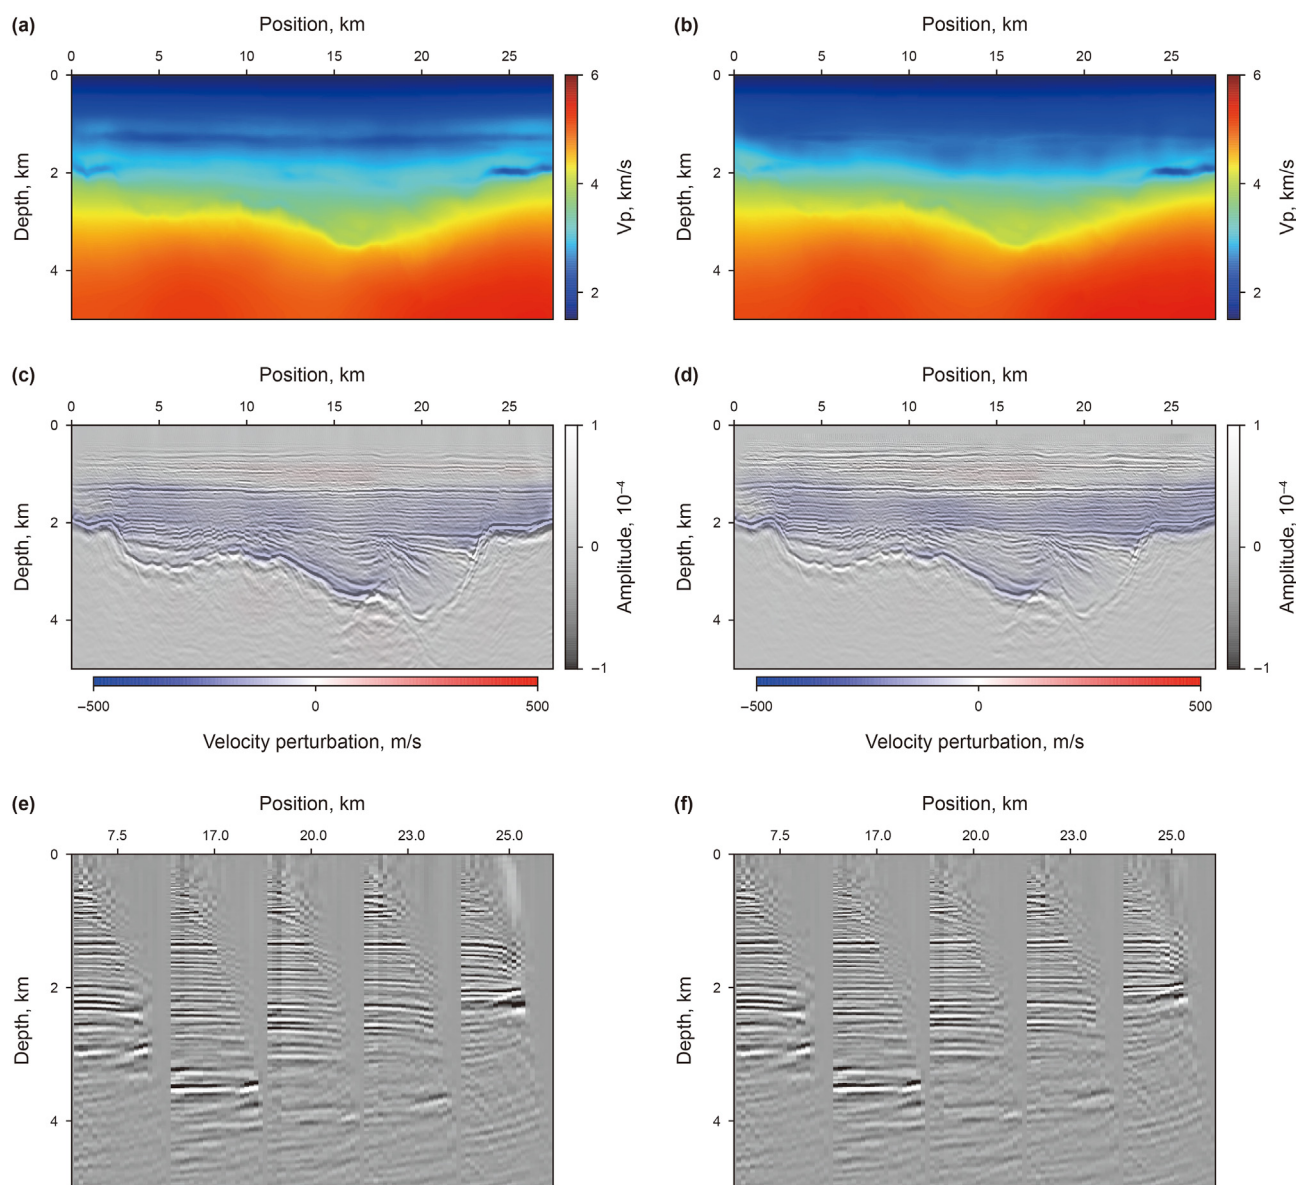 (a)
Position, km
0 5 10 15 20 25
0
2
4
Depth, km
6
4
2
Vp, km/s
(b)
Position, km
0 5 10 15 20 25
0
2
4
Depth, km
6
4
2
Vp, km/s
(c)
Position, km
0 5 10 15 20 25
0
2
4
Depth, km
1
0
−1
Amplitude, 10⁻⁴
−500 0 500
Velocity perturbation, m/s
(d)
Position, km
0 5 10 15 20 25
0
2
4
Depth, km
1
0
−1
Amplitude, 10⁻⁴
−500 0 500
Velocity perturbation, m/s
(e)
Position, km
7.5 17.0 20.0 23.0 25.0
0
2
4
Depth, km
(f)
Position, km
7.5 17.0 20.0 23.0 25.0
0
2
4
Depth, km